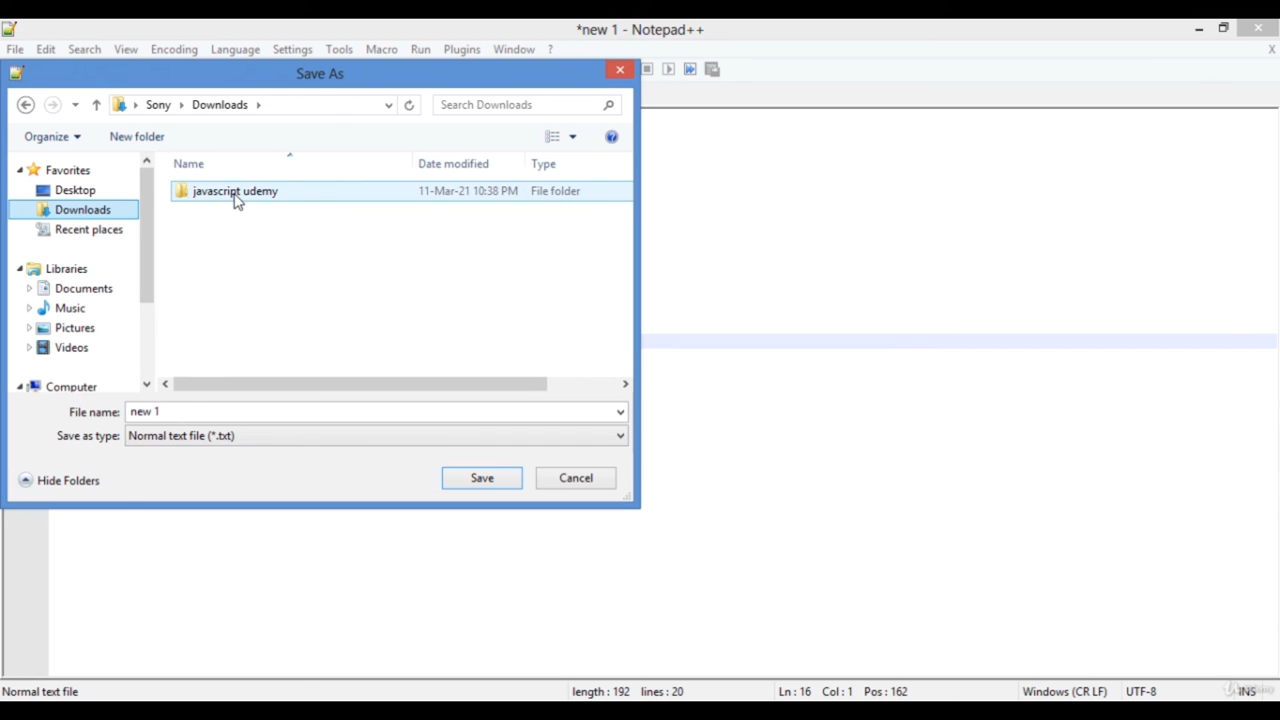 *new 1 - Notepad++
File Edit Search View Encoding Language Settings Tools Macro Run Plugins Window ? X
Save As
Sony Downloads Search Downloads
Organize New folder
Name Date modified Type
Favorites
Desktop
Downloads
Recent places
javascript udemy 11-Mar-21 10:38 PM File folder
Libraries
Documents
Music
Pictures
Videos
Computer
File name: new 1
Save as type: Normal text file (*.txt)
Hide Folders Save Cancel
Normal text file length : 192 lines : 20 Ln : 16 Col : 1 Pos : 162 Windows (CR LF) UTF-8 INS